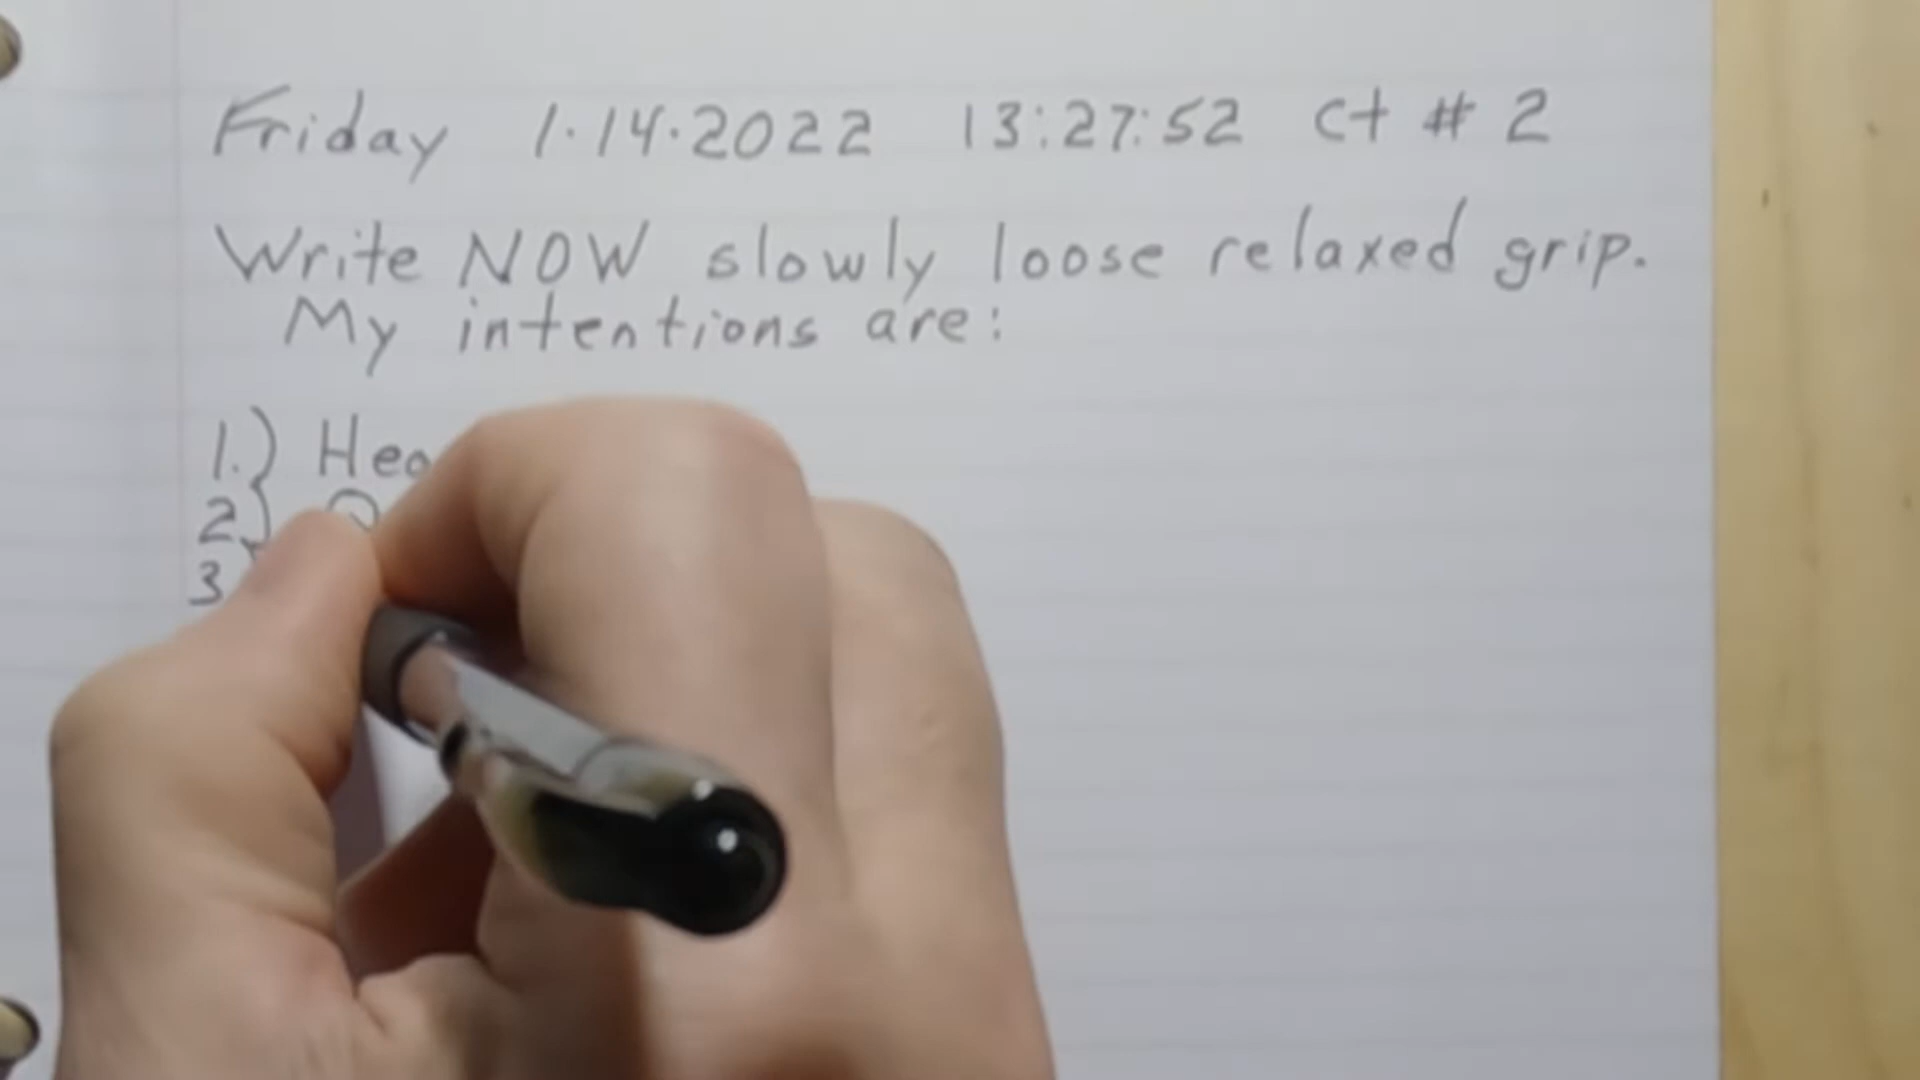 Friday 1.14.2022 13:27:52 ct # 2
Write NOW slowly loose relaxed grip.
My intentions are:
1.)
2.)
3